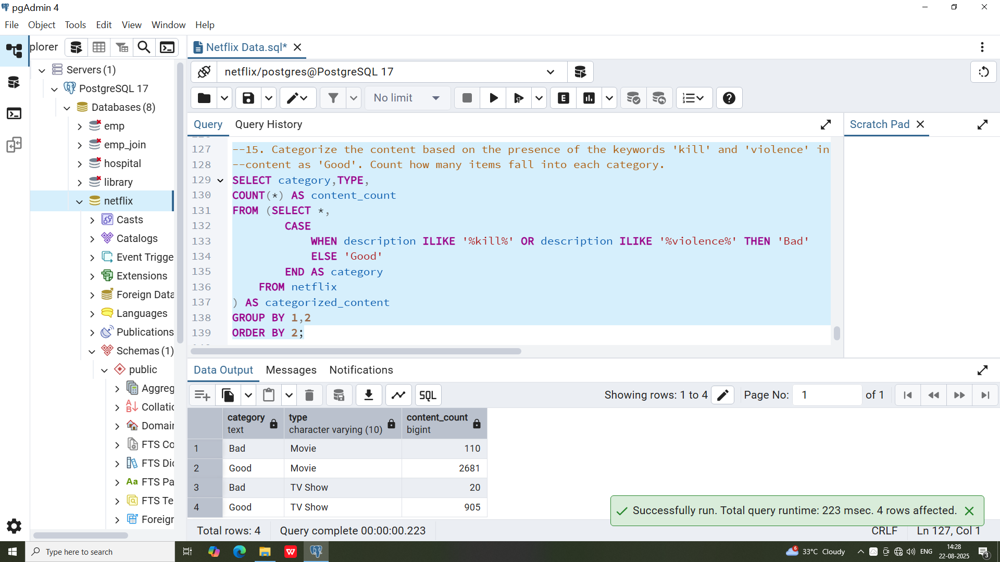 pgAdmin 4
File Object Tools Edit View Window Help
plorer
Netflix Data.sql*
Servers (1)
PostgreSQL 17
Databases (8)
emp
emp_join
hospital
library
netflix
Casts
Catalogs
Event Trigge
Extensions
Foreign Data
Languages
Publications
Schemas (1)
public
Aggreg
Collatio
Domair
FTS Co
FTS Dic
FTS Pa
FTS Te
Foreigr
netflix/postgres@PostgreSQL 17
No limit
E
Query Query History
Scratch Pad
127 --15. Categorize the content based on the presence of the keywords 'kill' and 'violence' in
128 --content as 'Good'. Count how many items fall into each category.
129 SELECT category,TYPE,
130 COUNT(*) AS content_count
131 FROM (SELECT *,
132 CASE
133 WHEN description ILIKE '%kill%' OR description ILIKE '%violence%' THEN 'Bad'
134 ELSE 'Good'
135 END AS category
136 FROM netflix
137 ) AS categorized_content
138 GROUP BY 1,2
139 ORDER BY 2;
Data Output Messages Notifications
SQL
Showing rows: 1 to 4
Page No: 1 of 1
category type content_count
text character varying (10) bigint
1 Bad Movie 110
2 Good Movie 2681
3 Bad TV Show 20
4 Good TV Show 905
Successfully run. Total query runtime: 223 msec. 4 rows affected.
Total rows: 4 Query complete 00:00:00.223 CRLF Ln 127, Col 1
Type here to search
6 33°C Cloudy ENG
14:28
22-08-2025
3